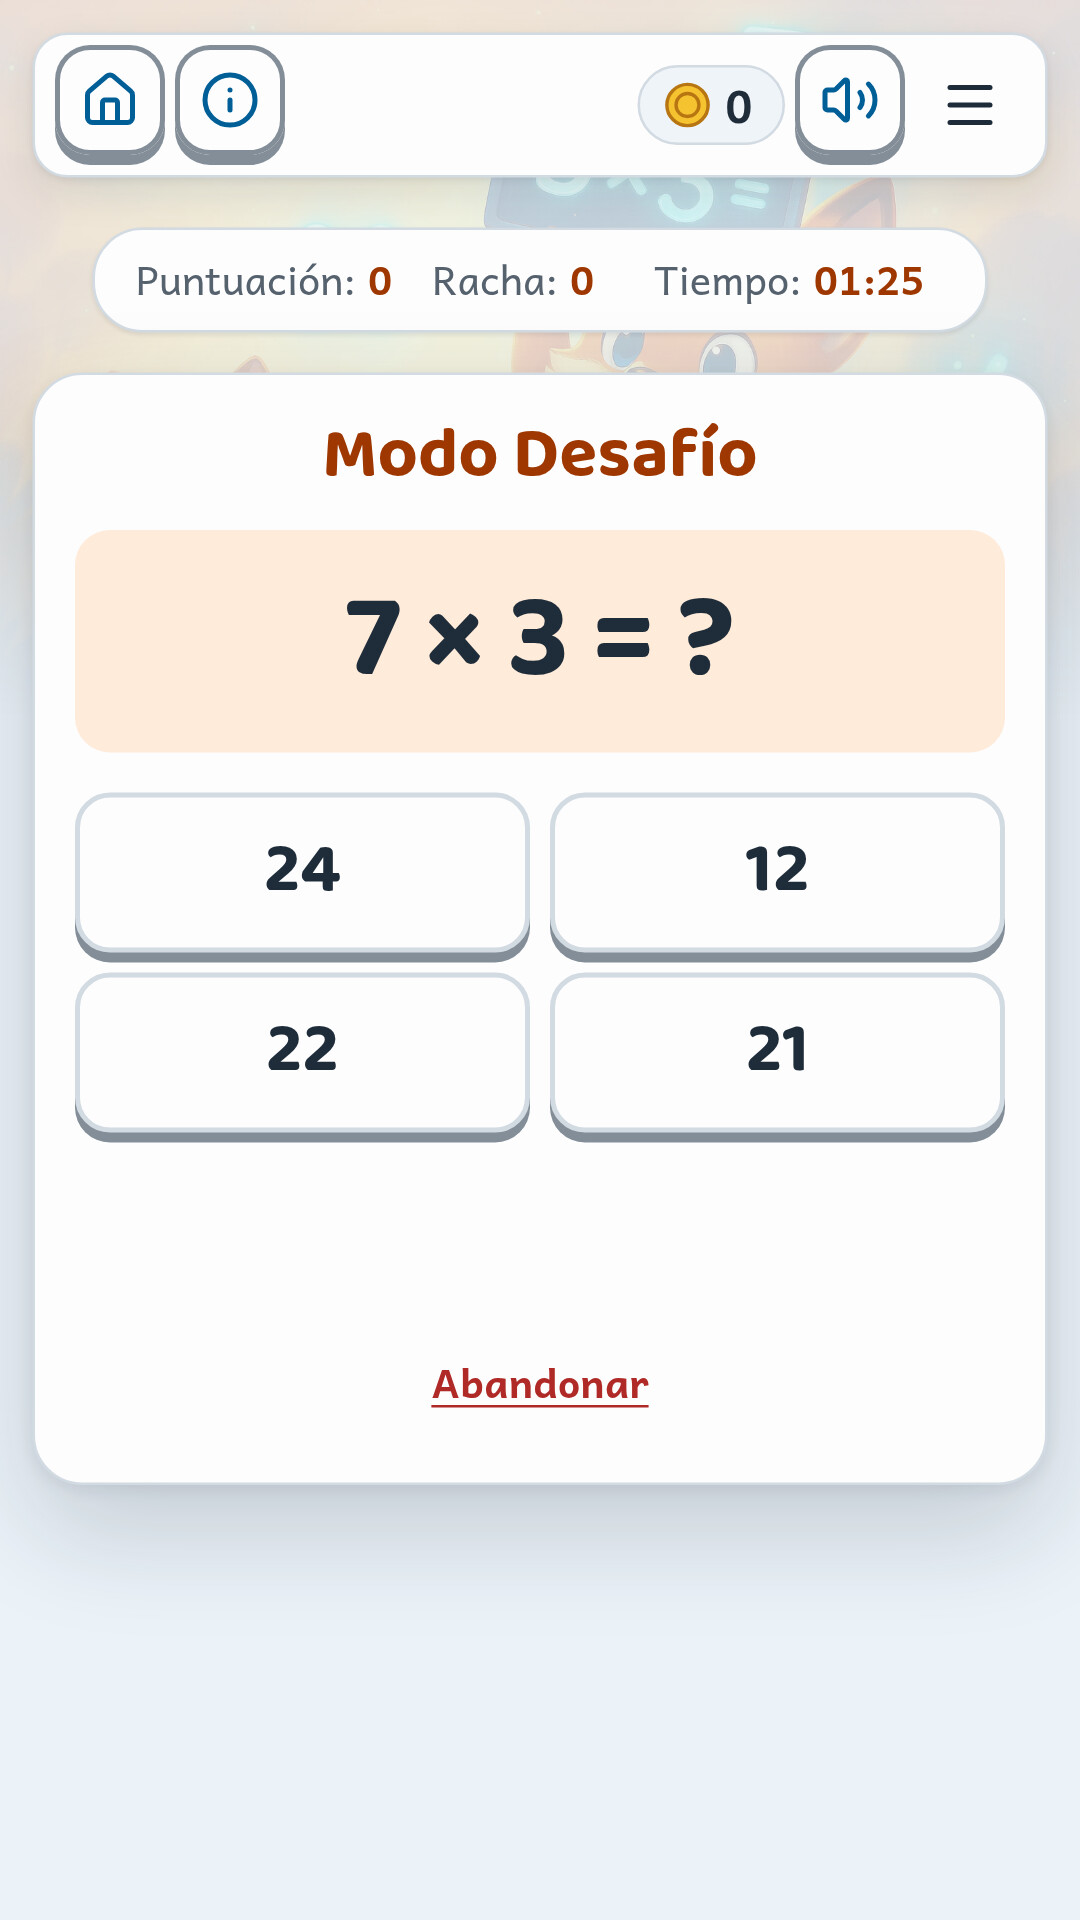 0
Puntuación: 0 Racha: 0 Tiempo: 01:25
Modo Desafío
7 × 3 = ?
24 12
22 21
Abandonar